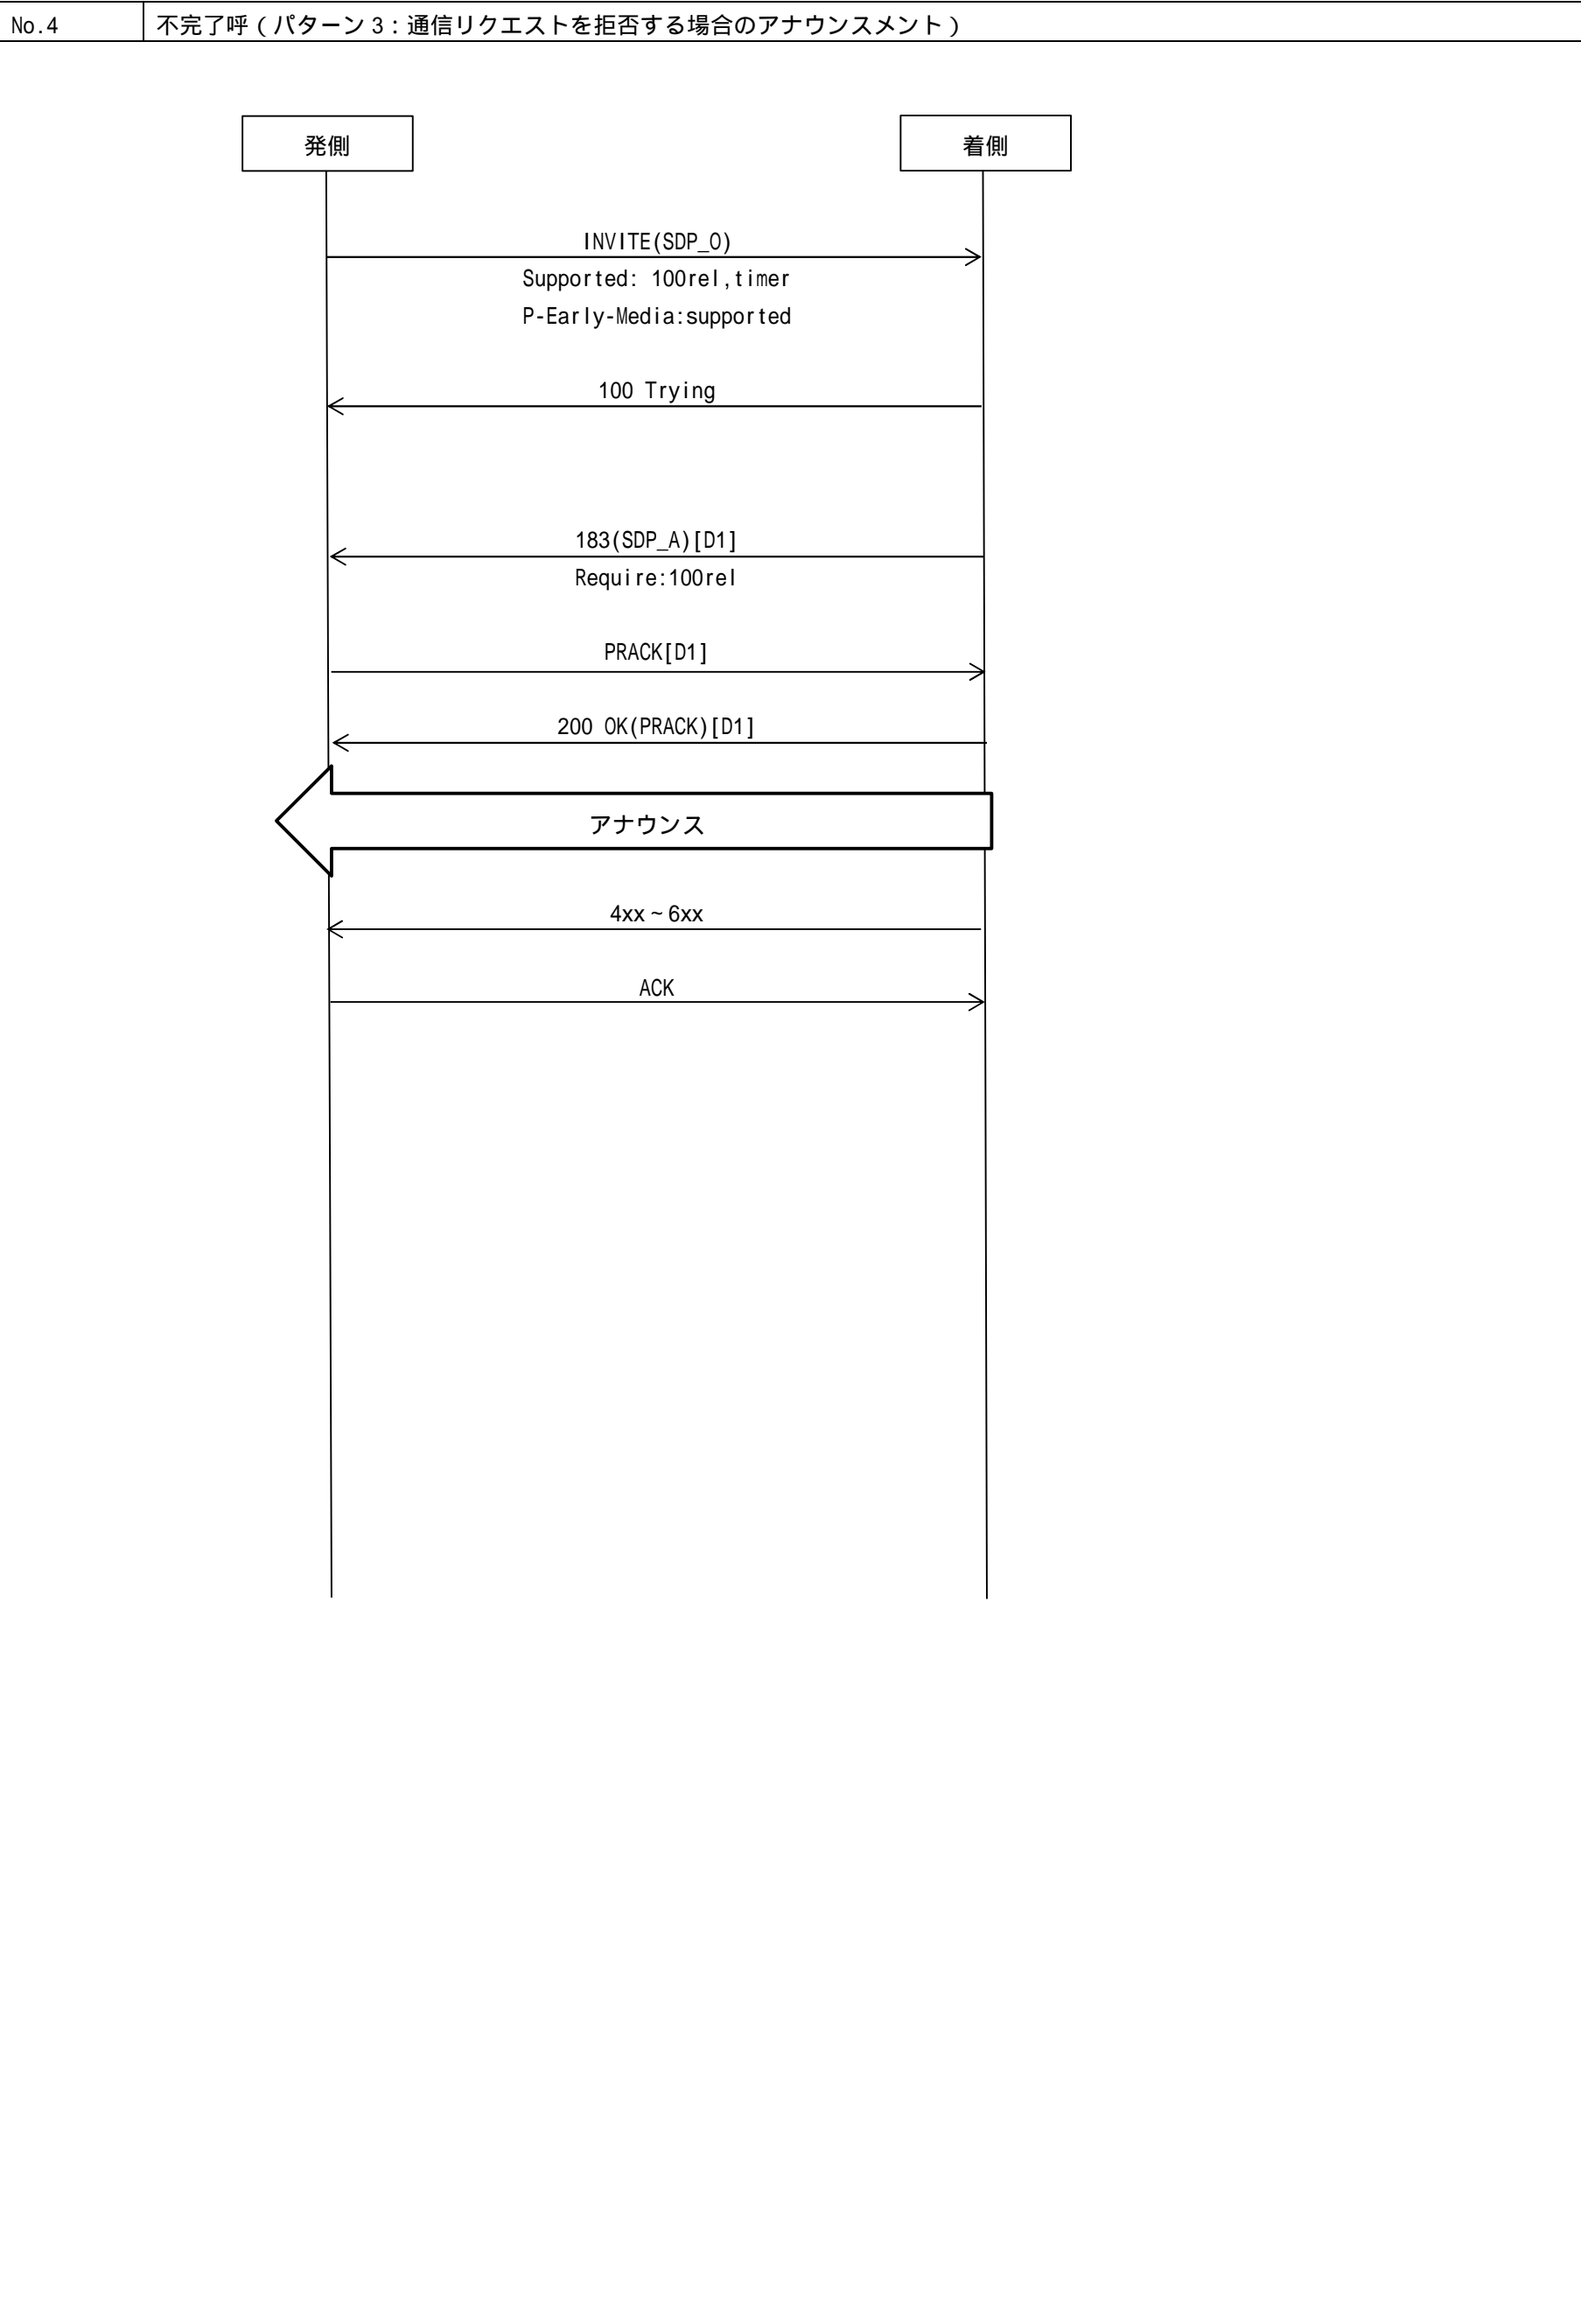 No.4 不完了呼（パターン3：通信リクエストを拒否する場合のアナウンスメント）
発側 着側
INVITE(SDP_O)
Supported: 100rel,timer
P-Early-Media:supported
100 Trying
183(SDP_A)[D1]
Require:100rel
PRACK[D1]
200 OK(PRACK)[D1]
アナウンス
4xx～6xx
ACK